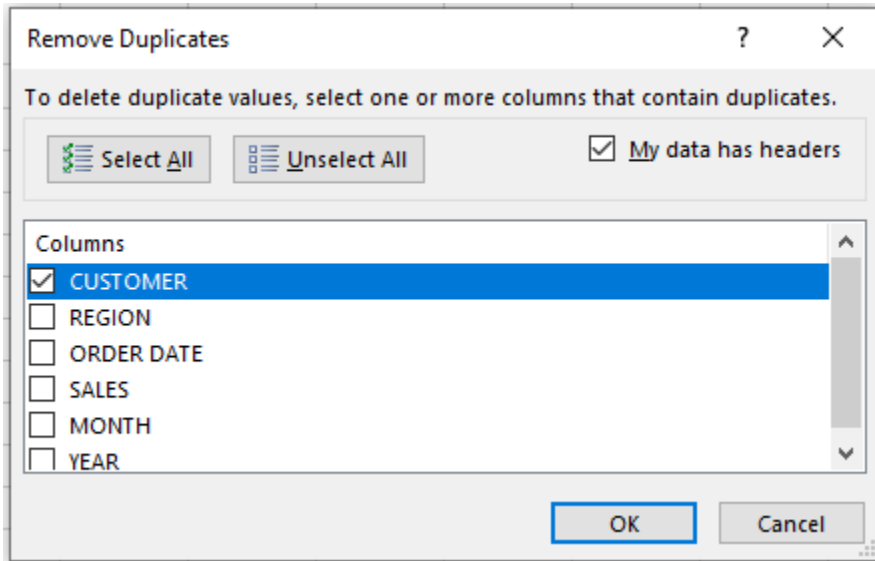 Remove Duplicates ?
To delete duplicate values, select one or more columns that contain duplicates.
Select All Unselect All My data has headers
Columns
CUSTOMER
REGION
ORDER DATE
SALES
MONTH
YEAR
OK Cancel